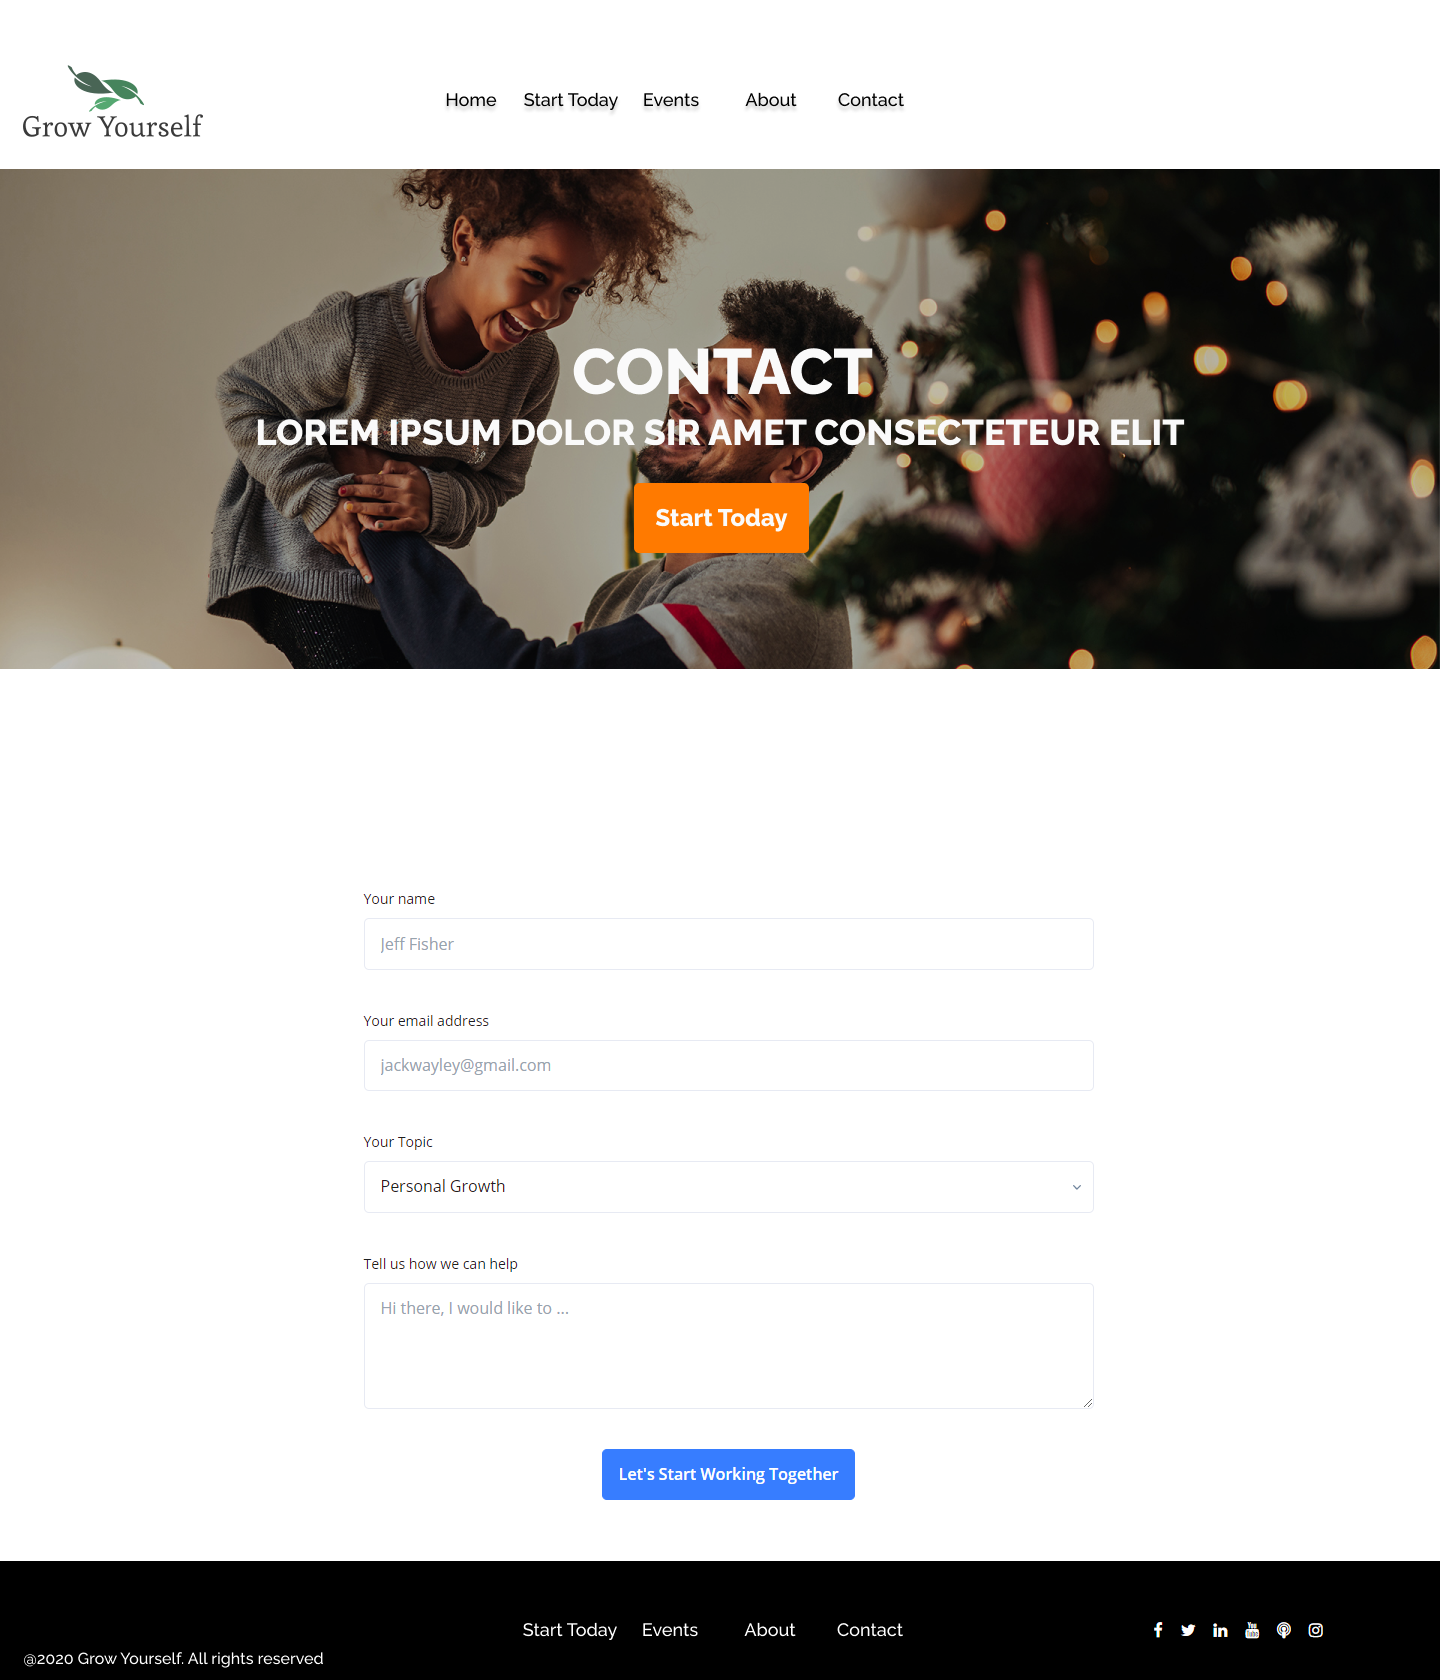 Grow Yourself
Home Start Today Events About Contact
CONTACT
LOREM IPSUM DOLOR SIR AMET CONSECTETEUR ELIT
Start Today
Your name
Jeff Fisher
Your email address
jackwayley@gmail.com
Your Topic
Personal Growth
Tell us how we can help
Hi there, I would like to ...
Let's Start Working Together
Start Today Events About Contact
You Tube
@2020 Grow Yourself. All rights reserved